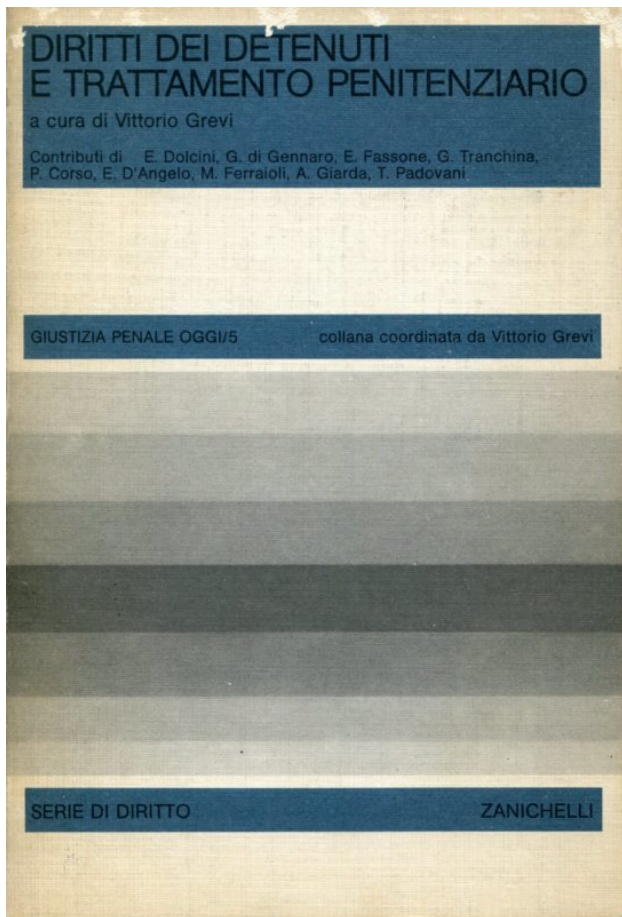 DIRITTI DEI DETENUTI
E TRATTAMENTO PENITENZIARIO
a cura di Vittorio Grevi
Contributi di E. Dolcini, G. di Gennaro, E. Fassone, G. Tranchina,
P. Corso, E. D'Angelo, M. Ferraioli, A. Giarda, T. Padovani
GIUSTIZIA PENALE OGGI/5 collana coordinata da Vittorio Grevi
SERIE DI DIRITTO ZANICHELLI